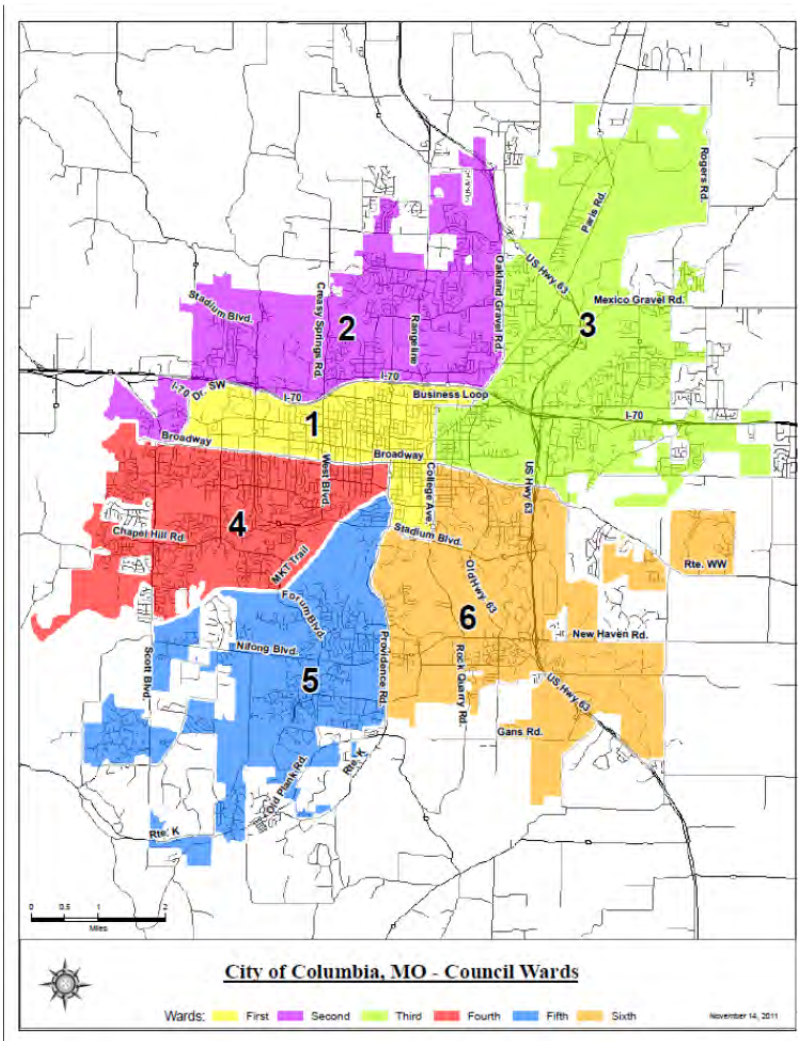 Rogers Rd.
Paris Rd.
US Hwy 63
Oakland Gravel Rd.
Stadium Blvd.
Creasy Springs Rd.
Rangeline
Mexico Gravel Rd.
2
3
I-70
I-70 Dr. SW
I-70
Business Loop
I-70
1
Broadway
Broadway
West Blvd.
College Ave.
US Hwy 63
4
Chapel Hill Rd.
Stadium Blvd.
MKT Trail
Old Hwy. 63
Rte. WW
Forum Blvd.
6
New Haven Rd.
Nifong Blvd.
Scott Blvd.
Providence Rd.
Rock Quarry Rd.
5
US Hwy 63
Gans Rd.
Old Plank Rd.
Rte. K
Rte. K
0 0.5 1 2
Miles
City of Columbia, MO - Council Wards
Wards: First Second Third Fourth Fifth Sixth
November 14, 2011